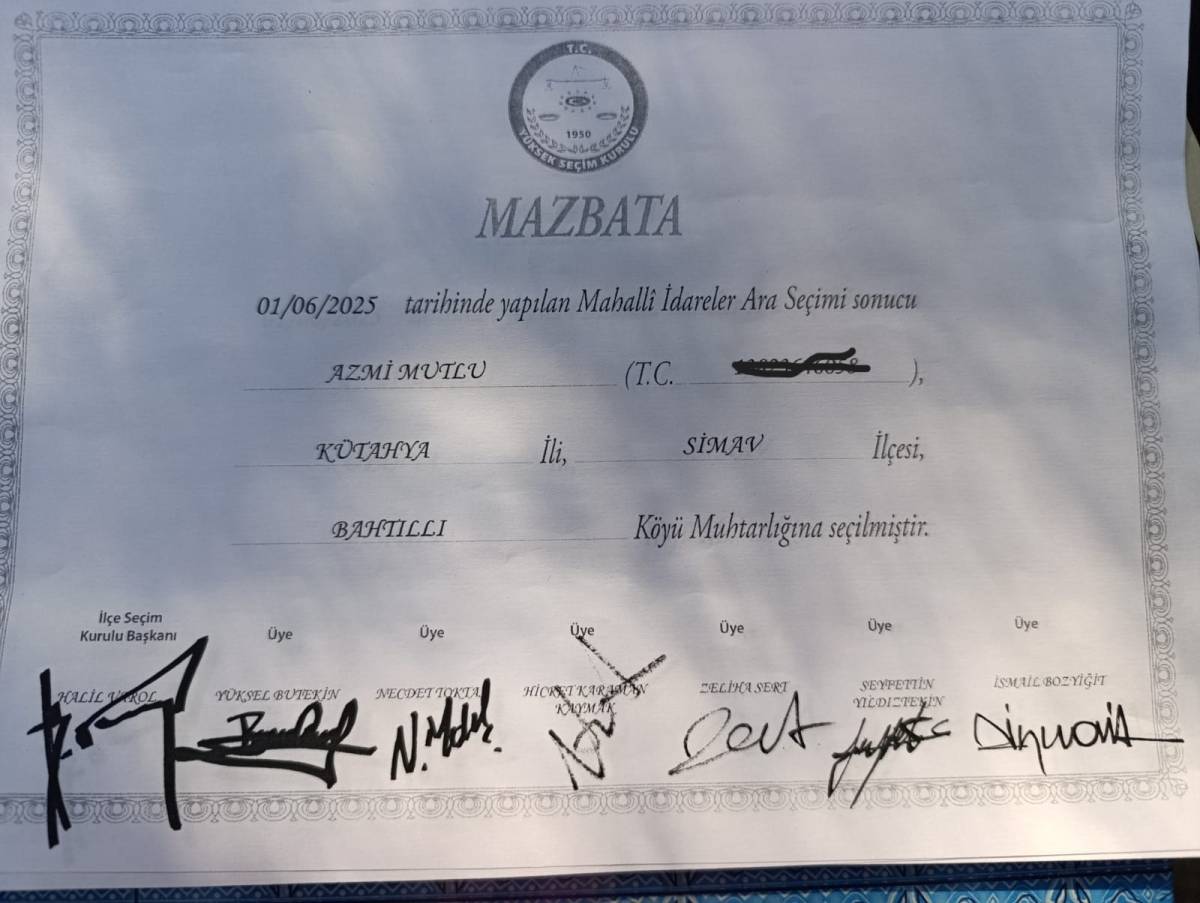 T.C.
1950
YÜKSEK SEÇİM KURULU
MAZBATA
01/06/2025 tarihinde yapılan Mahallî İdareler Ara Seçimi sonucu
AZMİ MUTLU (T.C. ),
KÜTAHYA İli, SİMAV İlçesi,
BAHTILLI Köyü Muhtarlığına seçilmiştir.
İlçe Seçim
Kurulu Başkanı Üye Üye Üye Üye Üye Üye
HALİL VAROL YÜKSEL BUTEKİN NECDET TOKTA HİCRET KARAMAN ZELİHA SERT SEYFETTİN İSMAİL BOZYİĞİT
KAYMAK YILDIZTEKİN